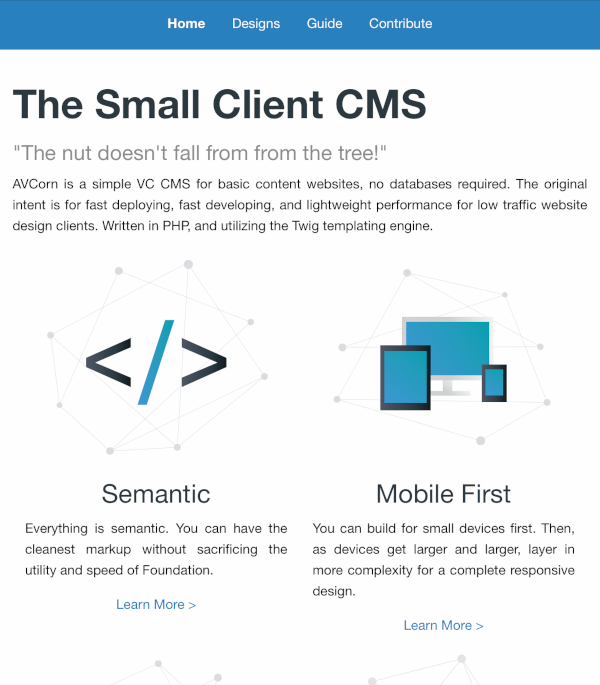 Home Designs Guide Contribute
The Small Client CMS
"The nut doesn't fall from from the tree!"
AVCorn is a simple VC CMS for basic content websites, no databases required. The original
intent is for fast deploying, fast developing, and lightweight performance for low traffic website
design clients. Written in PHP, and utilizing the Twig templating engine.
</>
Semantic
Everything is semantic. You can have the
cleanest markup without sacrificing the
utility and speed of Foundation.
Learn More >
Mobile First
You can build for small devices first. Then,
as devices get larger and larger, layer in
more complexity for a complete responsive
design.
Learn More >